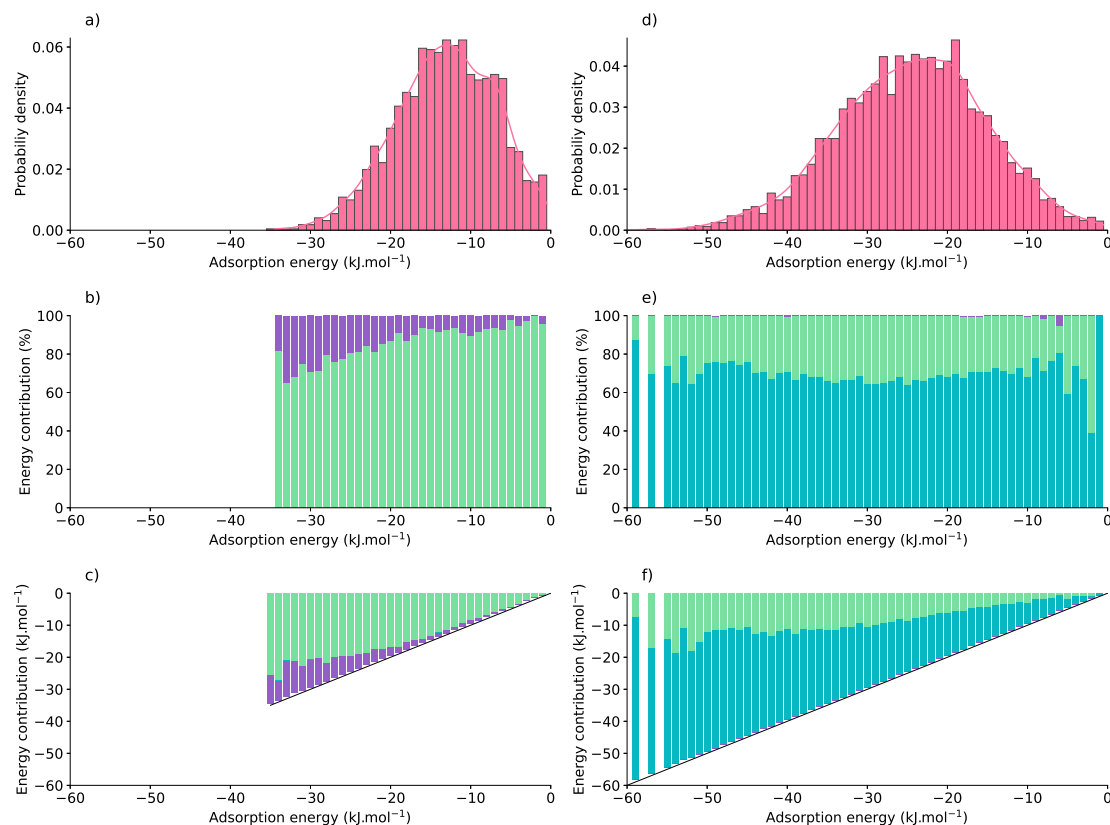 a)
Probabiliy density
0.06
0.04
0.02
0.00
−60 −50 −40 −30 −20 −10 0
Adsorption energy (kJ.mol⁻¹)
d)
Probabiliy density
0.04
0.03
0.02
0.01
0.00
−60 −50 −40 −30 −20 −10 0
Adsorption energy (kJ.mol⁻¹)
b)
Energy contribution (%)
100
80
60
40
20
0
−60 −50 −40 −30 −20 −10 0
Adsorption energy (kJ.mol⁻¹)
e)
Energy contribution (%)
100
80
60
40
20
0
−60 −50 −40 −30 −20 −10 0
Adsorption energy (kJ.mol⁻¹)
c)
Energy contribution (kJ.mol⁻¹)
0
−10
−20
−30
−40
−50
−60
−60 −50 −40 −30 −20 −10 0
Adsorption energy (kJ.mol⁻¹)
f)
Energy contribution (kJ.mol⁻¹)
0
−10
−20
−30
−40
−50
−60
−60 −50 −40 −30 −20 −10 0
Adsorption energy (kJ.mol⁻¹)